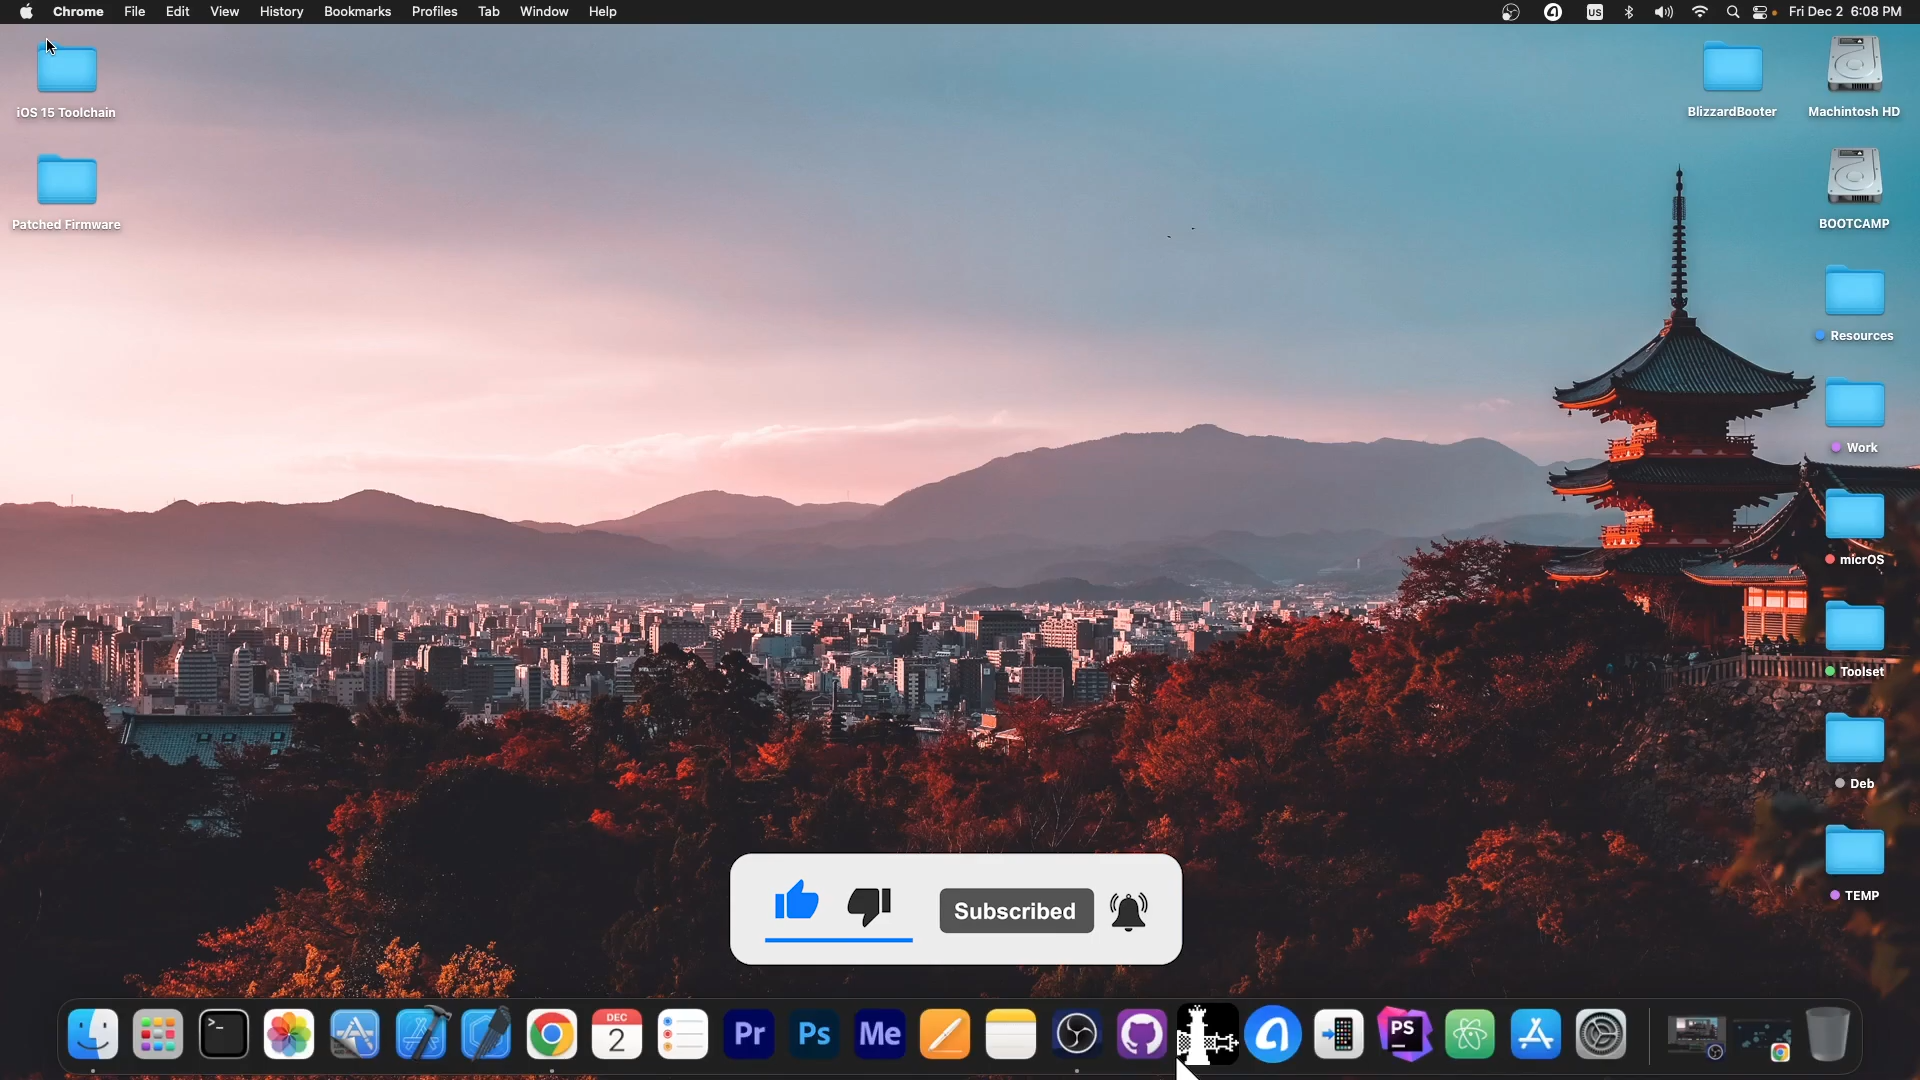 Chrome File Edit View History Bookmarks Profiles Tab Window Help
US
Fri Dec 2 6:08 PM
iOS 15 Toolchain
BlizzardBooter
Machintosh HD
Patched Firmware
BOOTCAMP
Resources
Work
micrOS
Toolset
Deb
TEMP
Subscribed
>_
DEC
2
Pr
Ps
Me
PS